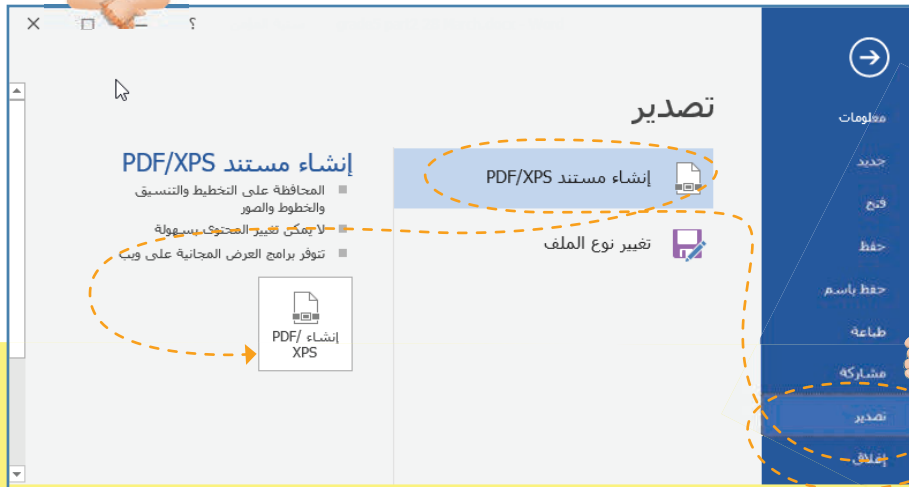 ؟
معلومات
جديد
فتح
حفظ
حفظ باسم
طباعة
مشاركة
تصدير
إغلاق
تصدير
إنشاء مستند PDF/XPS
تغيير نوع الملف
إنشاء مستند PDF/XPS
المحافظة على التخطيط والتنسيق
والخطوط والصور
لا يمكن تغيير المحتوى بسهولة
تتوفر برامج العرض المجانية على ويب
إنشاء PDF/
XPS